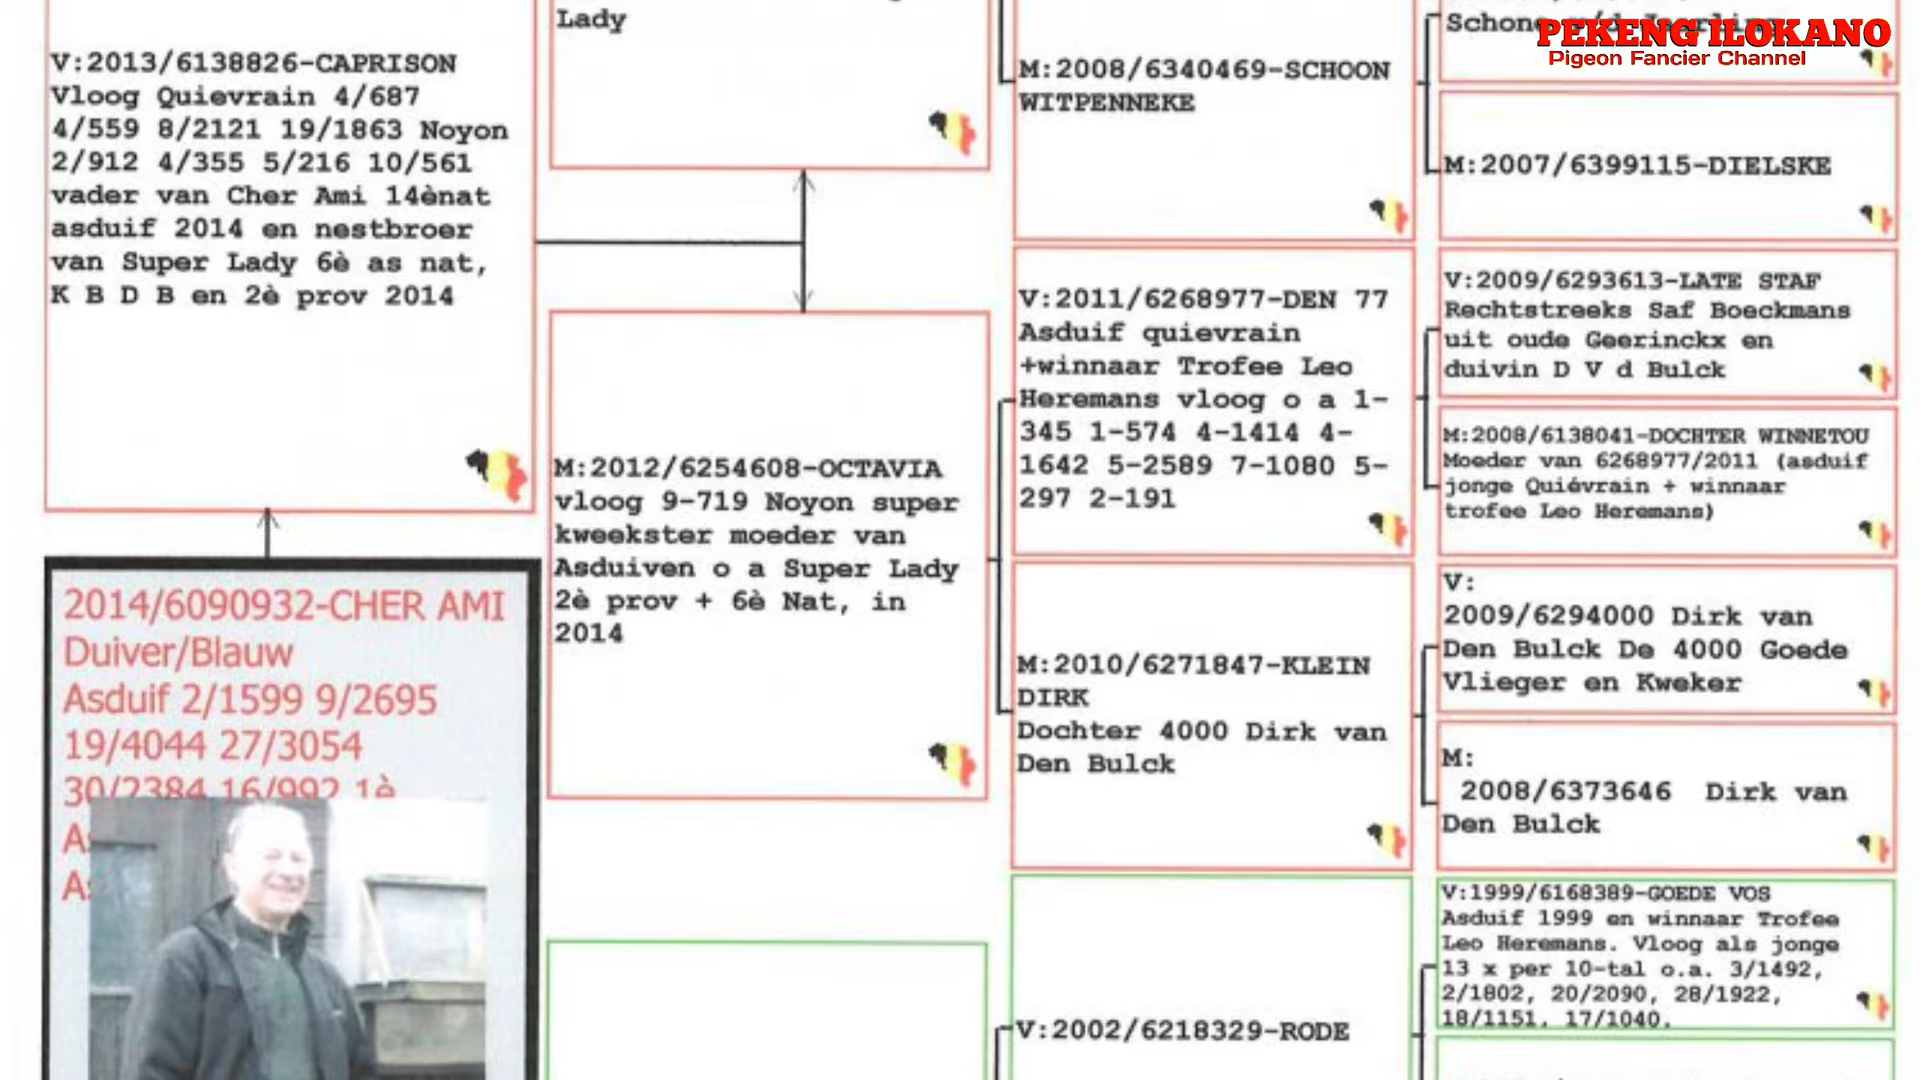 V:2013/6138826-CAPRISON
Vloog Quievrain 4/687
4/559 8/2121 19/1863 Noyon
2/912 4/355 5/216 10/561
vader van Cher Ami 14ènat
asduif 2014 en nestbroer
van Super Lady 6è as nat,
K B D B en 2è prov 2014
2014/6090932-CHER AMI
Duiver/Blauw
Asduif 2/1599 9/2695
19/4044 27/3054
30/2384 16/992 1è
Lady
M:2012/6254608-OCTAVIA
vloog 9-719 Noyon super
kweekster moeder van
Asduiven o a Super Lady
2è prov + 6è Nat, in
2014
M:2008/6340469-SCHOON
WITPENNEKE
V:2011/6268977-DEN 77
Asduif quievrain
+winnaar Trofee Leo
Heremans vloog o a 1-
345 1-574 4-1414 4-
1642 5-2589 7-1080 5-
297 2-191
M:2010/6271847-KLEIN
DIRK
Dochter 4000 Dirk van
Den Bulck
V:2002/6218329-RODE
PEKENG ILOKANO
Pigeon Fancier Channel
M:2007/6399115-DIELSKE
V:2009/6293613-LATE STAF
Rechtstreeks Saf Boeckmans
uit oude Geerinckx en
duivin D V d Bulck
M:2008/6138041-DOCHTER WINNETOU
Moeder van 6268977/2011 (asduif
jonge Quiévrain + winnaar
trofee Leo Heremans)
V:
2009/6294000 Dirk van
Den Bulck De 4000 Goede
Vlieger en Kweker
M:
2008/6373646 Dirk van
Den Bulck
V:1999/6168389-GOEDE VOS
Asduif 1999 en winnaar Trofee
Leo Heremans. Vloog als jonge
13 x per 10-tal o.a. 3/1492,
2/1802, 20/2090, 28/1922,
18/1151, 17/1040.